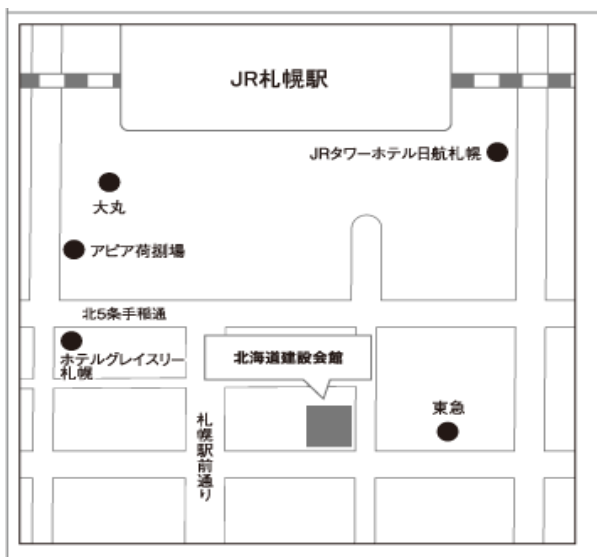 JR札幌駅
JRタワーホテル日航札幌
大丸
アピア荷捌場
北5条手稲通
ホテルグレイスリー
札幌
北海道建設会館
東急
札幌駅前通り